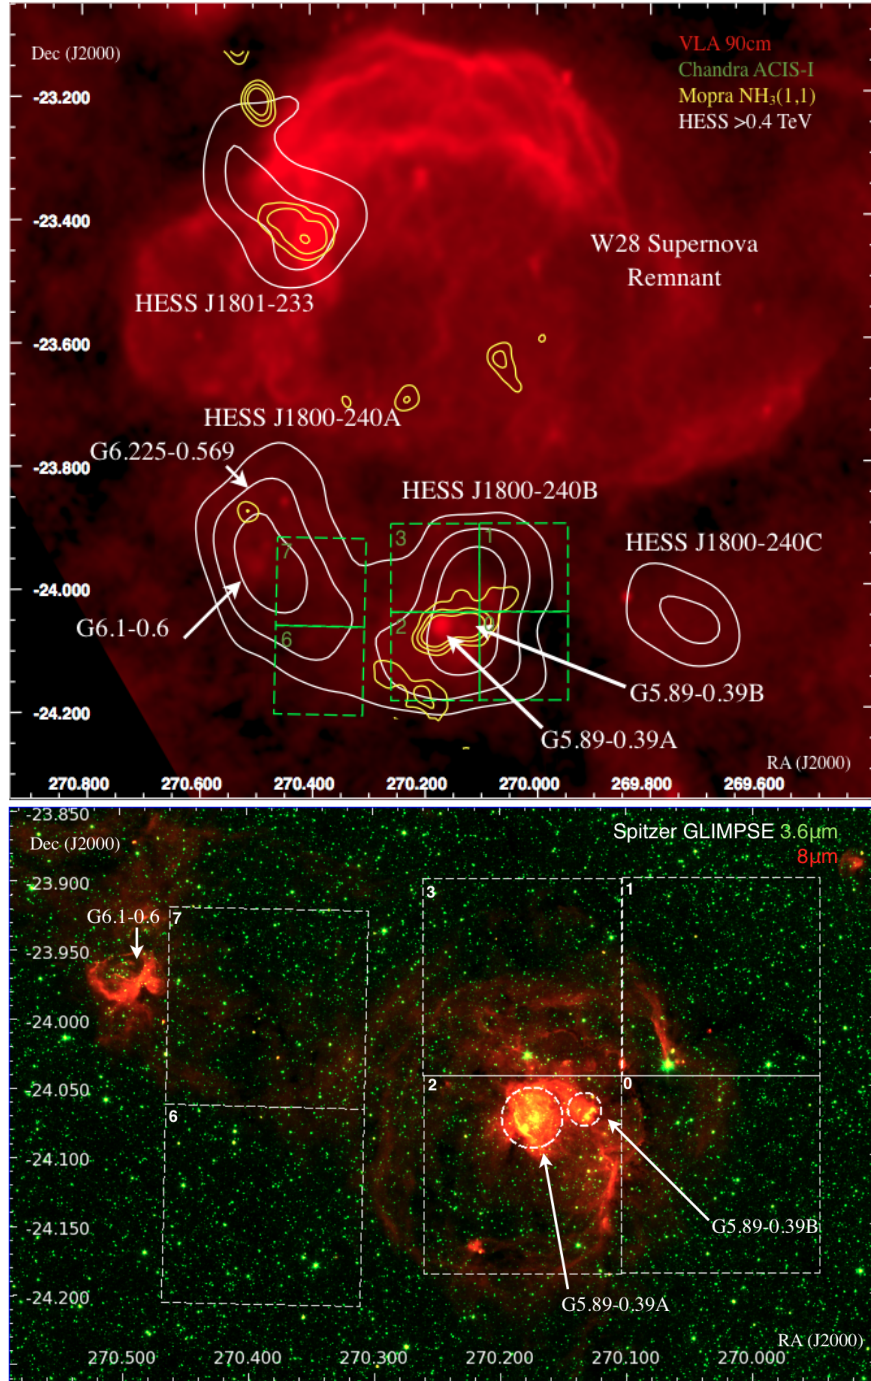 Dec (J2000)
VLA 90cm
Chandra ACIS-I
Mopra NH₃(1,1)
HESS >0.4 TeV
-23.200
-23.400
W28 Supernova
Remnant
HESS J1801-233
-23.600
HESS J1800-240A
G6.225-0.569
-23.800
HESS J1800-240B
3
1
HESS J1800-240C
7
-24.000
G6.1-0.6
2
0
6
G5.89-0.39B
-24.200
G5.89-0.39A
RA (J2000)
270.800
270.600
270.400
270.200
270.000
269.800
269.600
-23.850
Spitzer GLIMPSE 3.6μm
8μm
Dec (J2000)
-23.900
3
1
G6.1-0.6
7
-23.950
-24.000
-24.050
2
0
6
-24.100
-24.150
G5.89-0.39B
-24.200
G5.89-0.39A
RA (J2000)
270.500
270.400
270.300
270.200
270.100
270.000